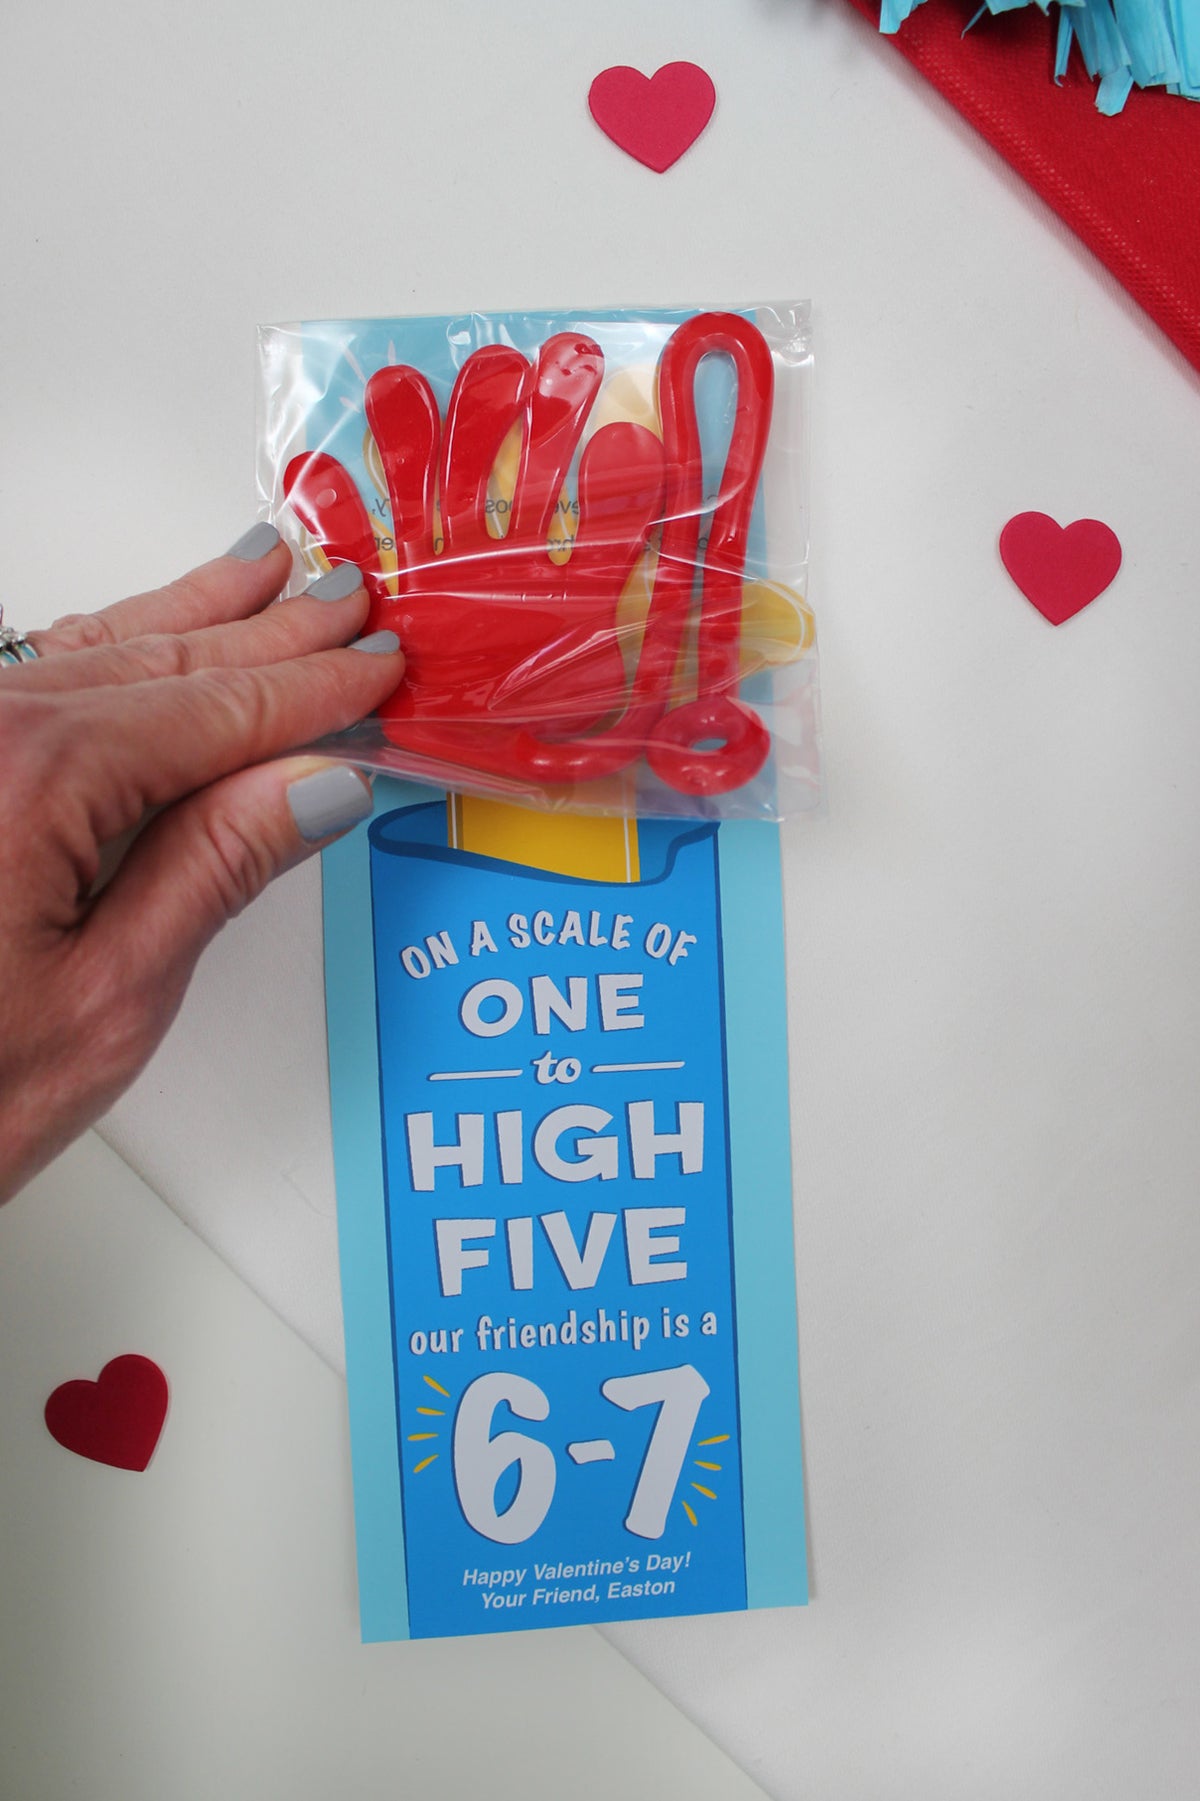 ON A SCALE OF
ONE
to
HIGH
FIVE
our friendship is a
6-7
Happy Valentine's Day!
Your Friend, Easton